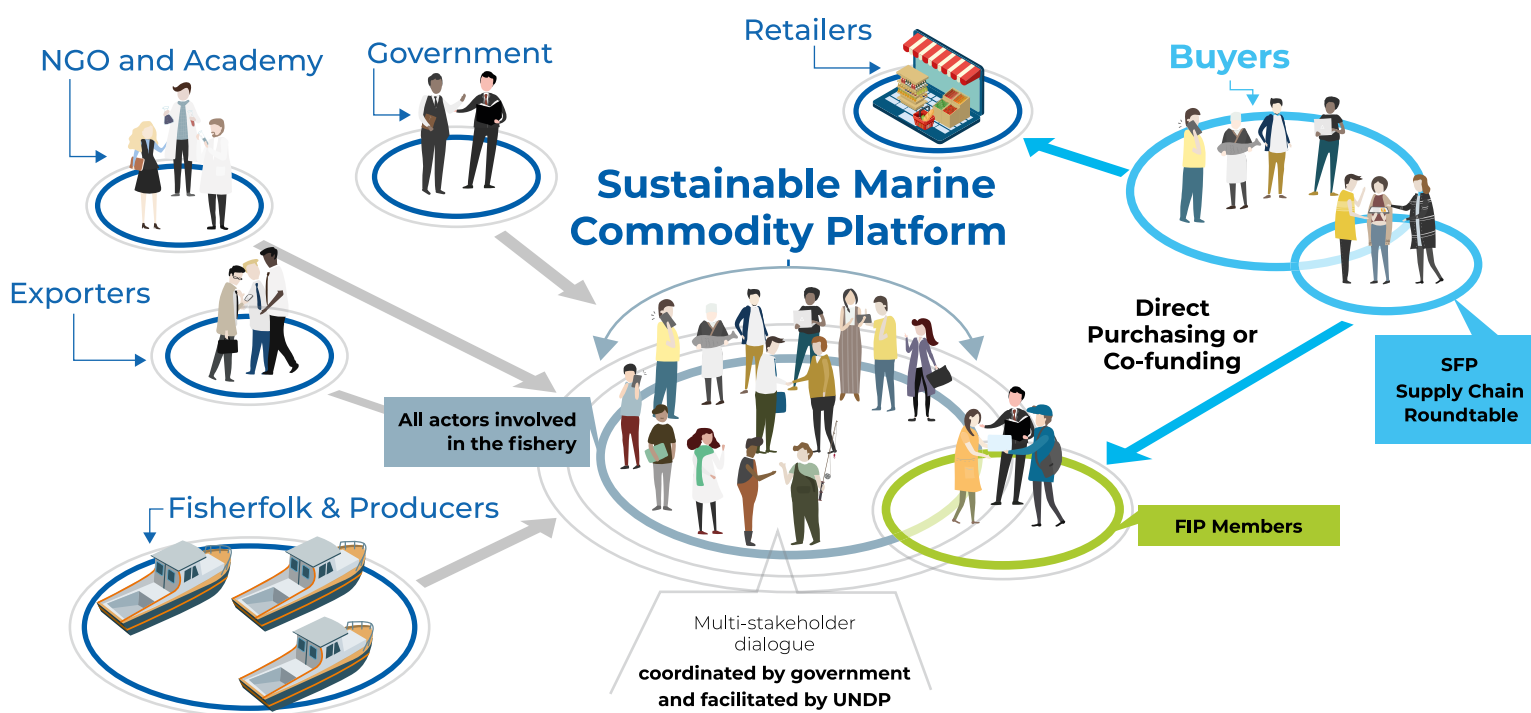 Retailers
Government
NGO and Academy
Buyers
Sustainable Marine
Commodity Platform
Exporters
Direct
Purchasing or
Co-funding
SFP
Supply Chain
Roundtable
All actors involved
in the fishery
Fisherfolk & Producers
FIP Members
Multi-stakeholder
dialogue
coordinated by government
and facilitated by UNDP